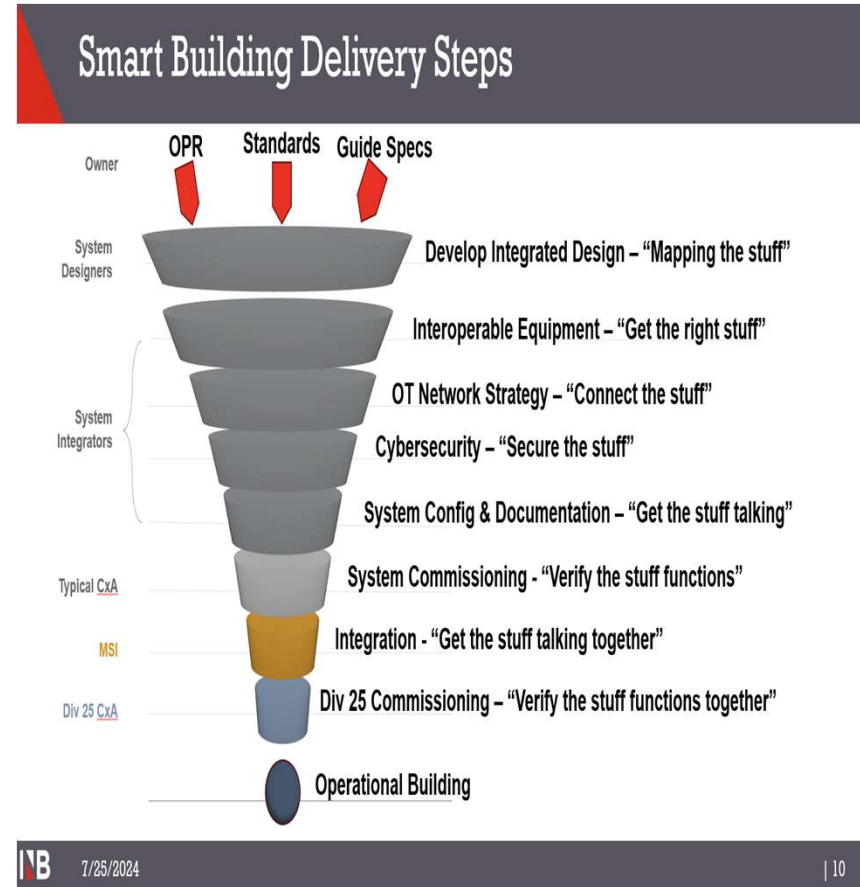 Smart Building Delivery Steps
OPR Standards Guide Specs
Owner
System
Designers
Develop Integrated Design – “Mapping the stuff”
Interoperable Equipment – “Get the right stuff”
OT Network Strategy – “Connect the stuff”
System
Integrators
Cybersecurity – “Secure the stuff”
System Config & Documentation – “Get the stuff talking”
Typical CxA
System Commissioning - “Verify the stuff functions”
MSI
Integration - “Get the stuff talking together”
Div 25 CxA
Div 25 Commissioning – “Verify the stuff functions together”
Operational Building
7/25/2024
| 10